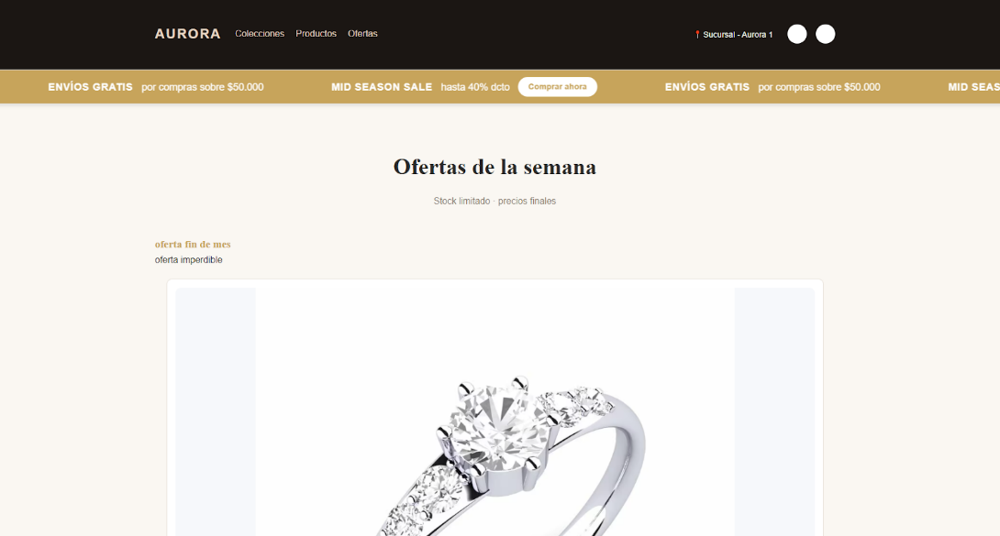 AURORA Colecciones Productos Ofertas Sucursal - Aurora 1
ENVÍOS GRATIS por compras sobre $50.000 MID SEASON SALE hasta 40% dcto Comprar ahora ENVÍOS GRATIS por compras sobre $50.000 MID SEAS
Ofertas de la semana
Stock limitado · precios finales
oferta fin de mes
oferta imperdible